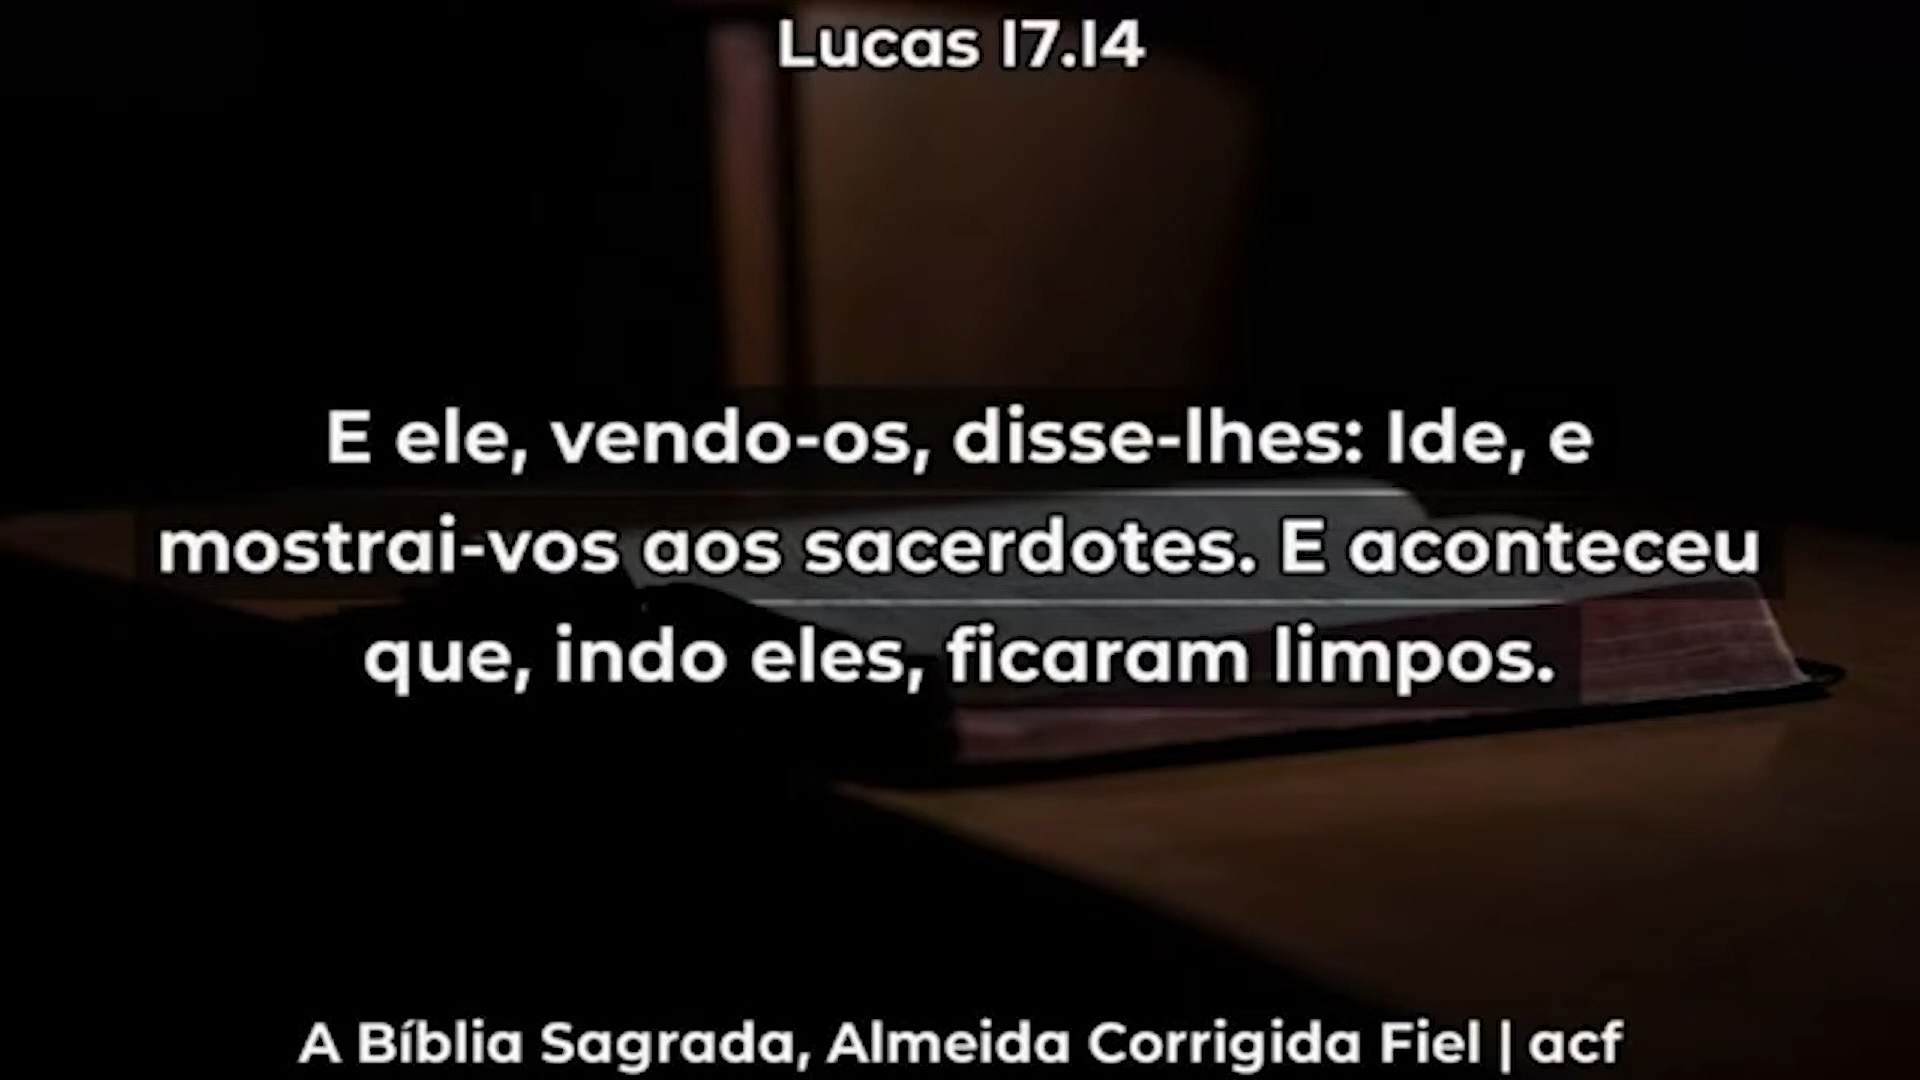 Lucas 17.14
E ele, vendo-os, disse-lhes: Ide, e
mostrai-vos aos sacerdotes. E aconteceu
que, indo eles, ficaram limpos.
A Bíblia Sagrada, Almeida Corrigida Fiel | acf